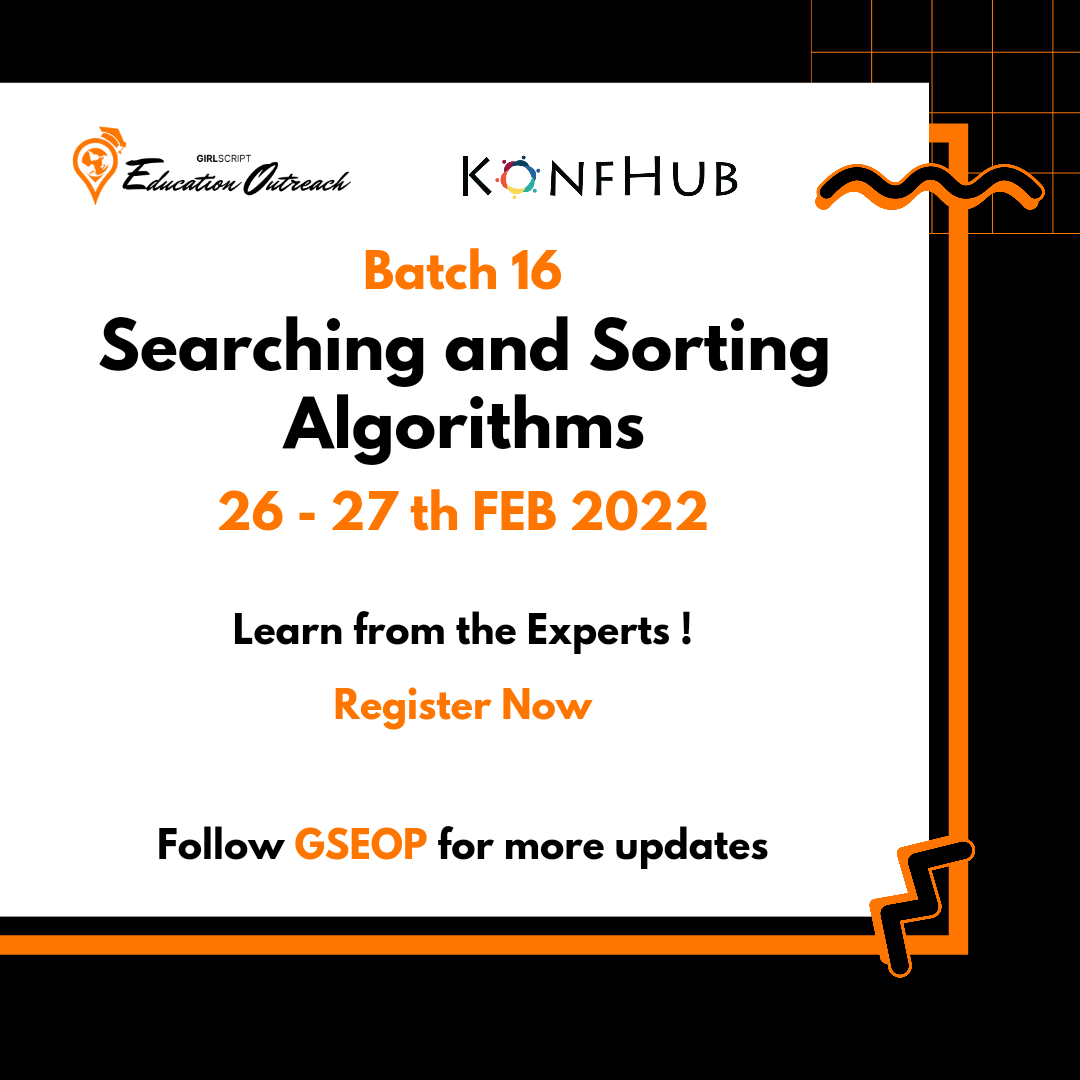 GIRLSCRIPT
Education Outreach
KONFHUB
Batch 16
Searching and Sorting
Algorithms
26 - 27 th FEB 2022
Learn from the Experts !
Register Now
Follow GSEOP for more updates